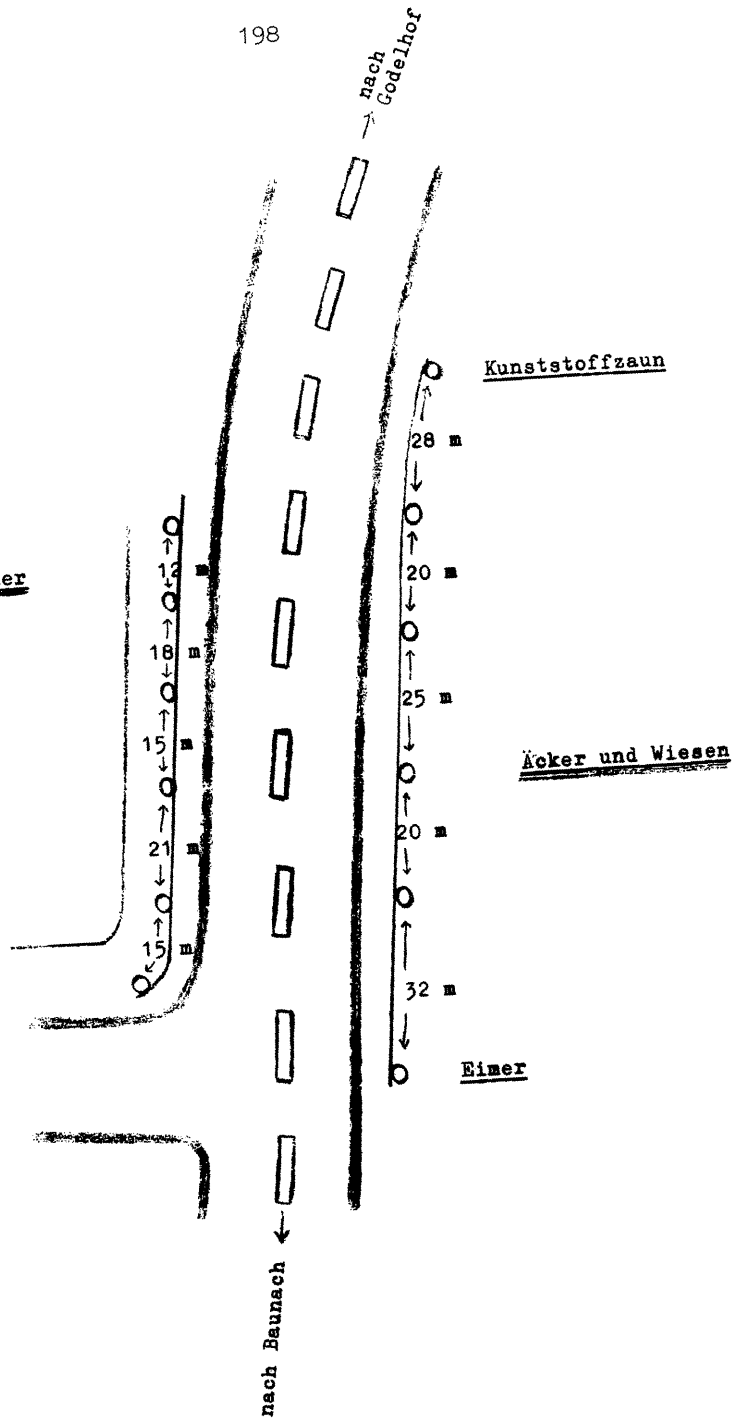 198
nach
Godelhof
Kunststoffzaun
28 m
12 m
20 m
18 m
25 m
15 m
Äcker und Wiesen
20 m
21 m
15 m
32 m
Eimer
nach Baunach